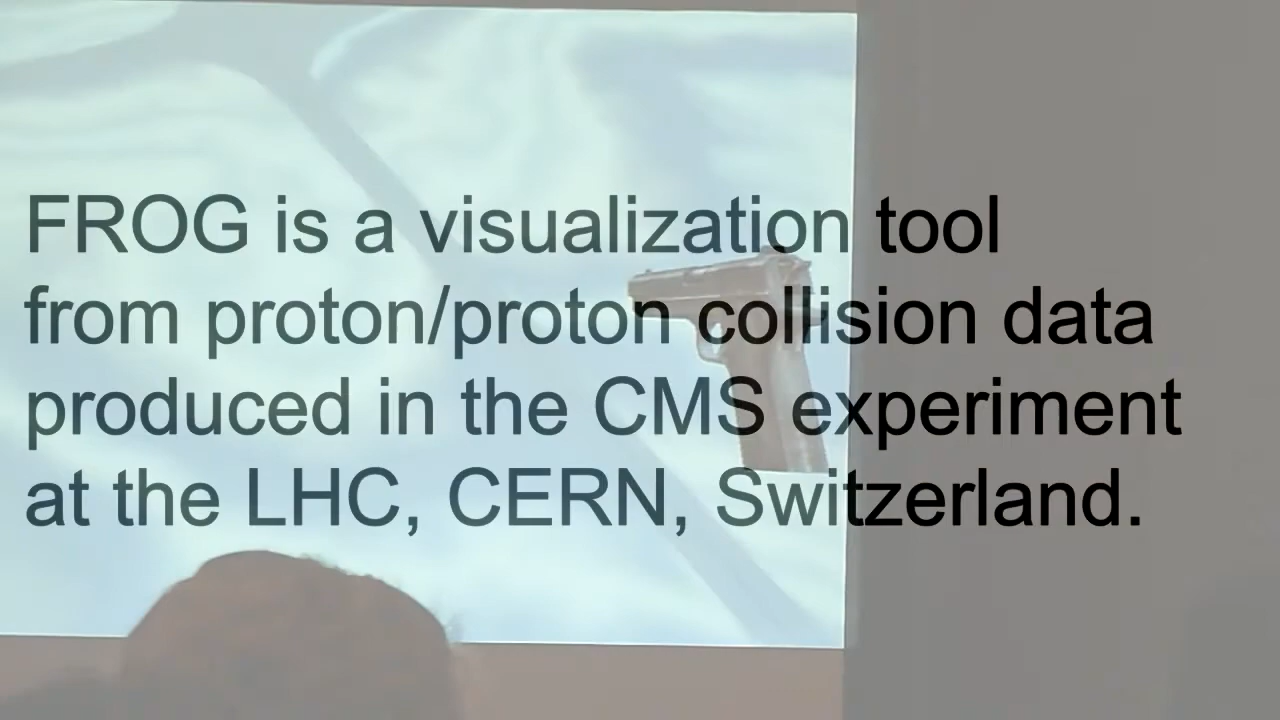 FROG is a visualization tool
from proton/proton collision data
produced in the CMS experiment
at the LHC, CERN, Switzerland.